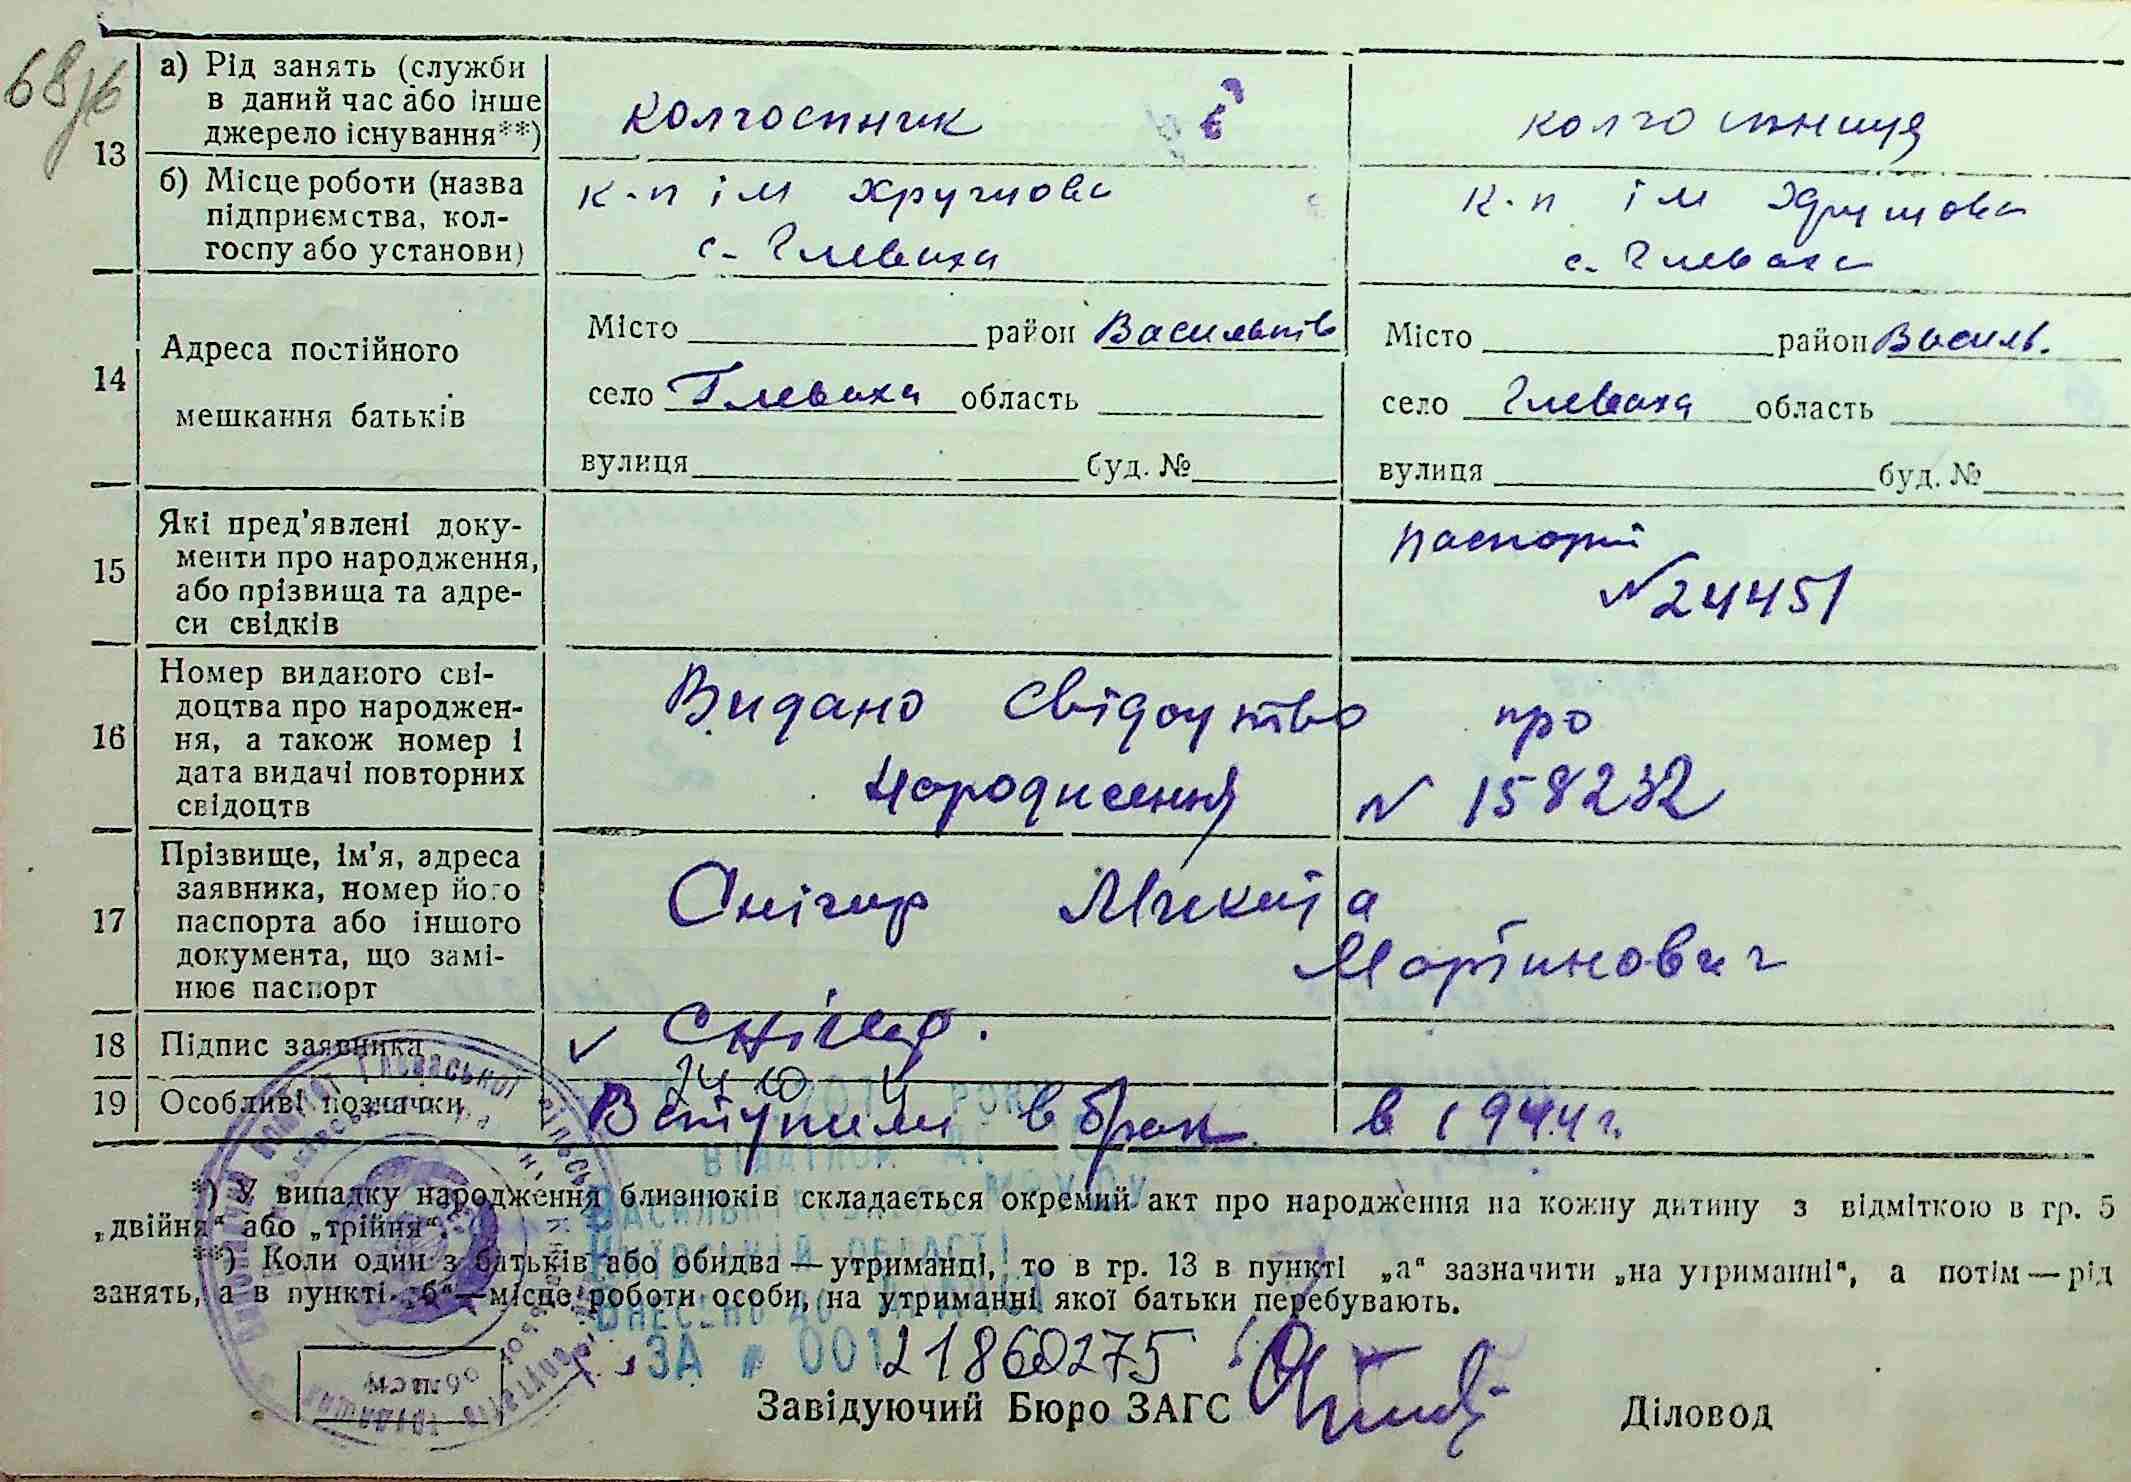 13
а) Рід занять (служби
в даний час або інше
джерело існування**)
колгоспник
колгоспниця
б) Місце роботи (назва
підприємства, кол-
госпу або установи)
к-п ім Хрущова
с. Глеваха
к-п ім Хрущова
с. Глеваха
14
Адреса постійного
мешкання батьків
Місто район Васильків
село Глеваха область
вулиця буд. №
Місто район Васильв.
село Глеваха область
вулиця буд. №
15
Які пред'явлені доку-
менти про народження,
або прізвища та адре-
си свідків
паспорт
№24451
16
Номер виданого сві-
доцтва про народжен-
ня, а також номер і
дата видачі повторних
свідоцтв
Видано свідоцтво про
народження № 158232
17
Прізвище, ім'я, адреса
заявника, номер його
паспорта або іншого
документа, що замі-
нює паспорт
Снігир Микита
Мартинович
18 Підпис заявника
Снігир.
19 Особливі позначки
Вступили в брак в 1944 г.
*) У випадку народження близнюків складається окремий акт про народження на кожну дитину з відміткою в гр. 5
„двійня“ або „трійня“.
**) Коли один з батьків або обидва — утриманці, то в гр. 13 в пункті „а“ зазначити „на утриманні“, а потім — рід
занять, а в пункті „б“ — місце роботи особи, на утриманні якої батьки перебувають.
ЗА № 00121860275
Завідуючий Бюро ЗАГС
Діловод